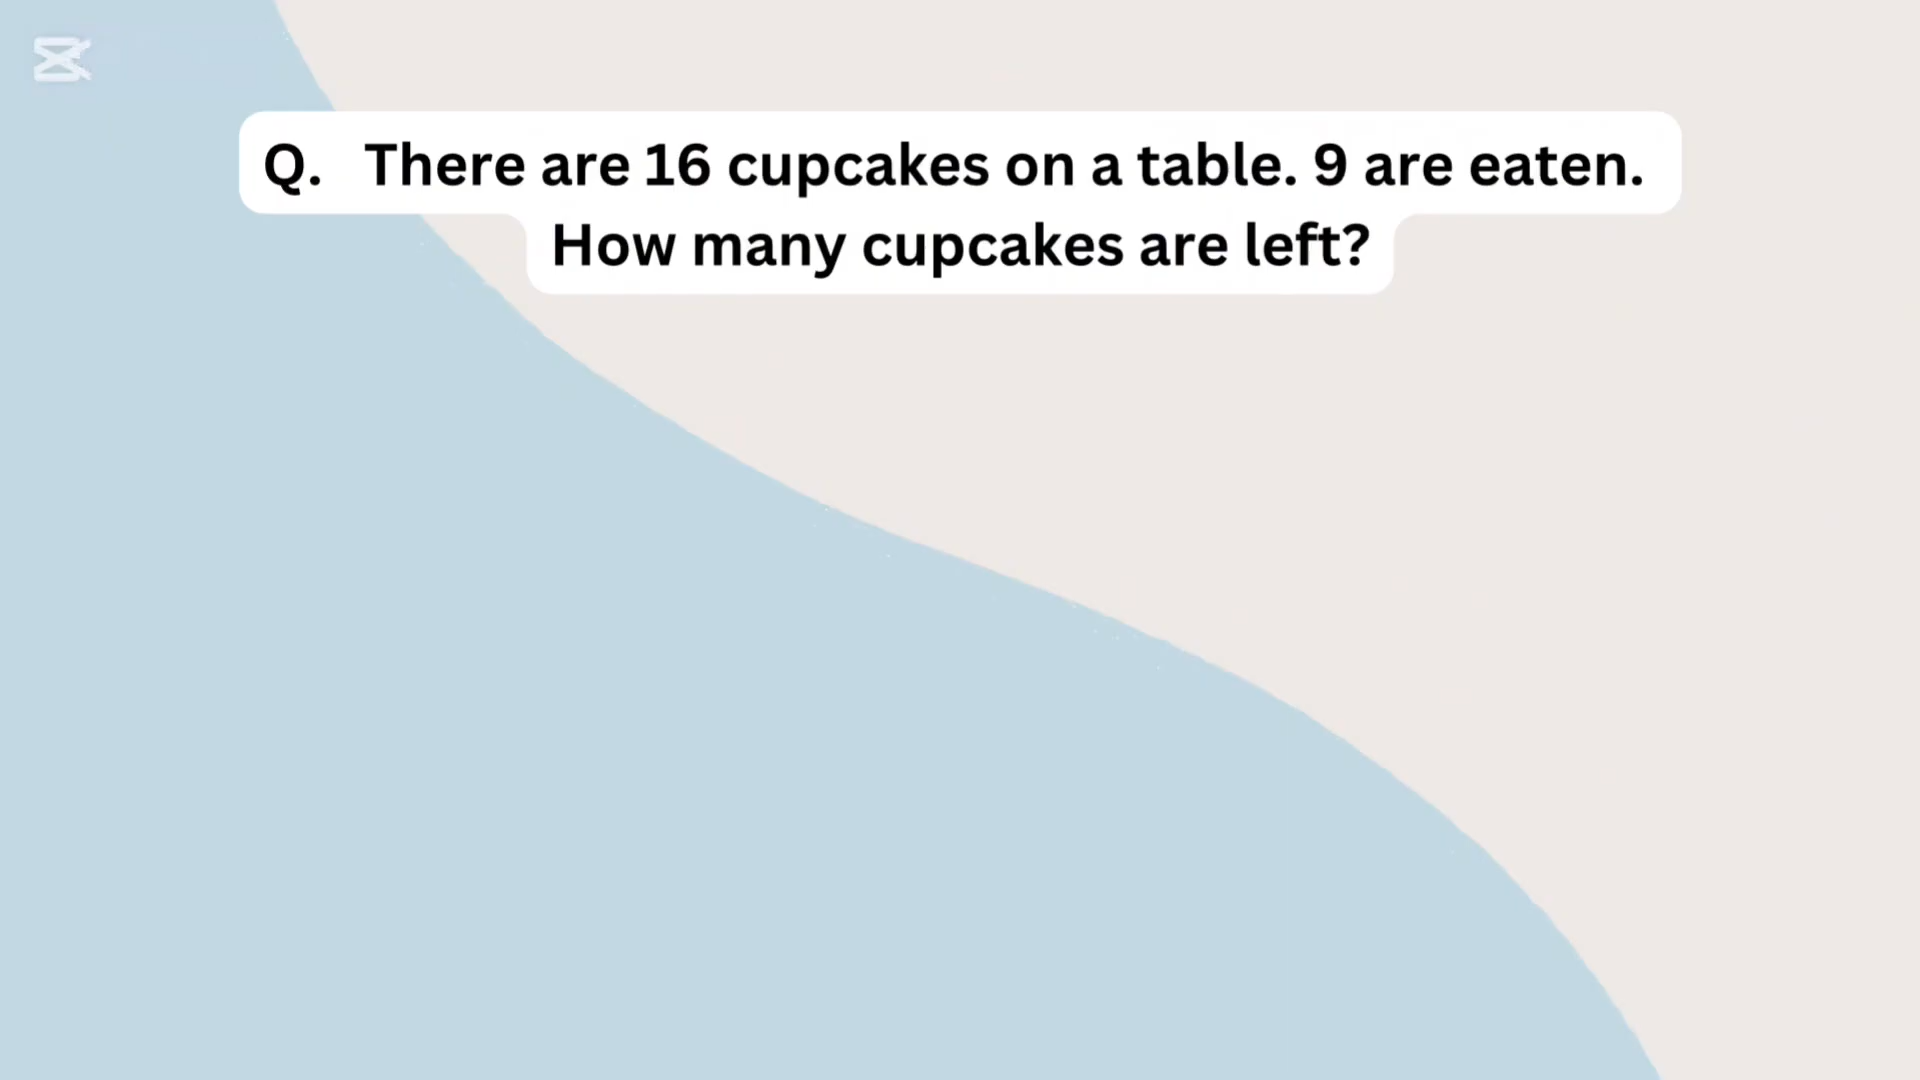 Q. There are 16 cupcakes on a table. 9 are eaten.
How many cupcakes are left?